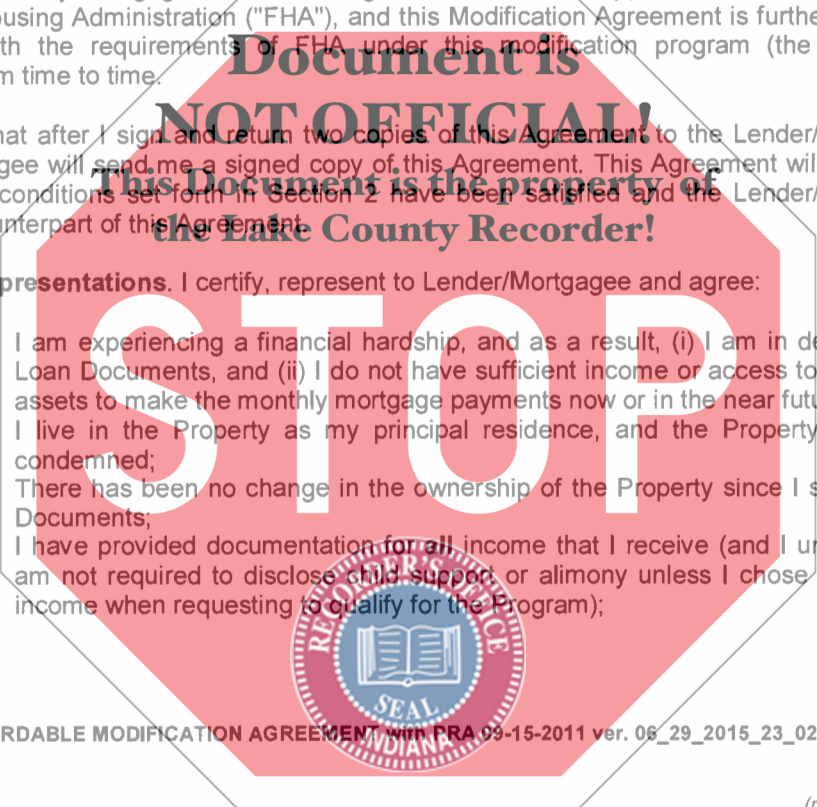 ousing Administration ("FHA"), and this Modification Agreement is furthe
th the requirements of FHA under this modification program (the
m time to time.
Document is
NOT OFFICIAL!
This Document is the property of
the Lake County Recorder!
hat after I sign and return two copies of this Agreement to the Lender/
gee will send me a signed copy of this Agreement. This Agreement wil
conditions set forth in Section 2 have been satisfied and the Lender/
unterpart of this Agreement.
presentations. I certify, represent to Lender/Mortgagee and agree:
STOP
I am experiencing a financial hardship, and as a result, (i) I am in de
Loan Documents, and (ii) I do not have sufficient income or access to
assets to make the monthly mortgage payments now or in the near futu
I live in the Property as my principal residence, and the Property
condemned;
There has been no change in the ownership of the Property since I s
Documents;
I have provided documentation for all income that I receive (and I un
am not required to disclose child support or alimony unless I chose
income when requesting to qualify for the Program);
RECORDER'S OFFICE
SEAL
INDIANA
RDABLE MODIFICATION AGREEMENT with PRA 09-15-2011 ver. 06_29_2015_23_02